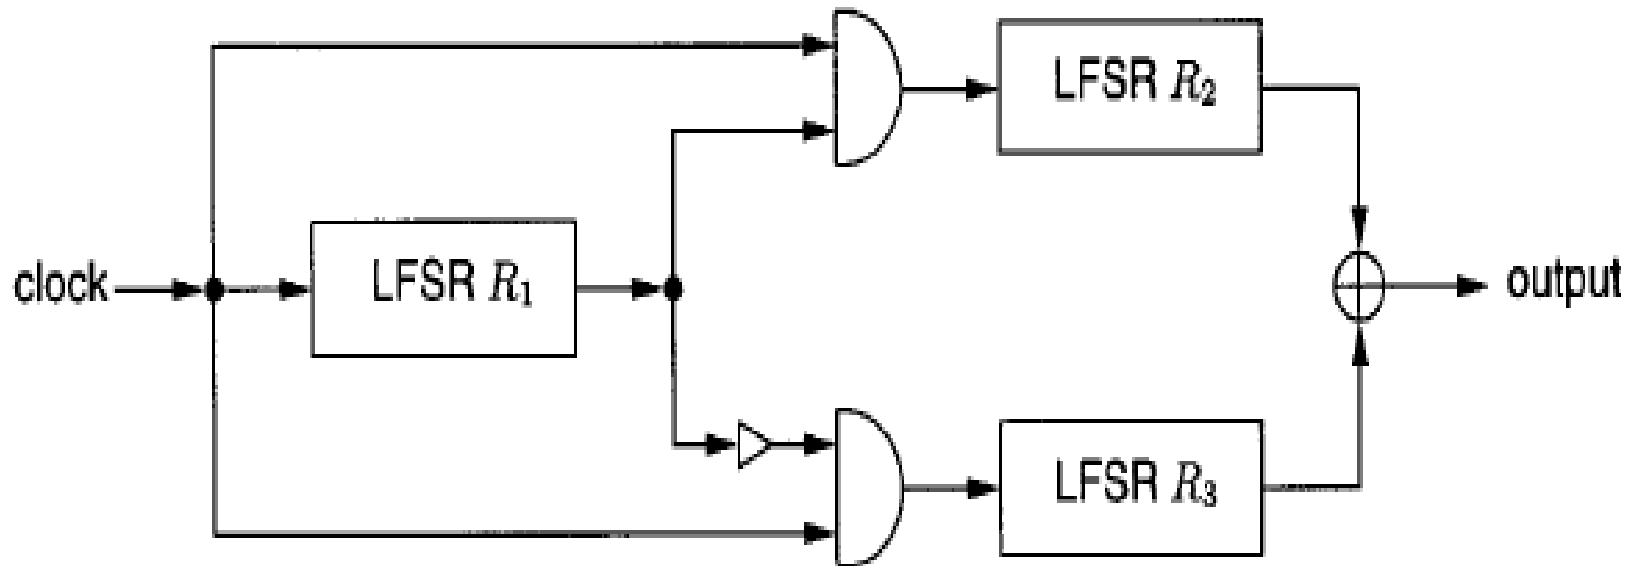 LFSR R₂
clock
LFSR R₁
output
LFSR R₃